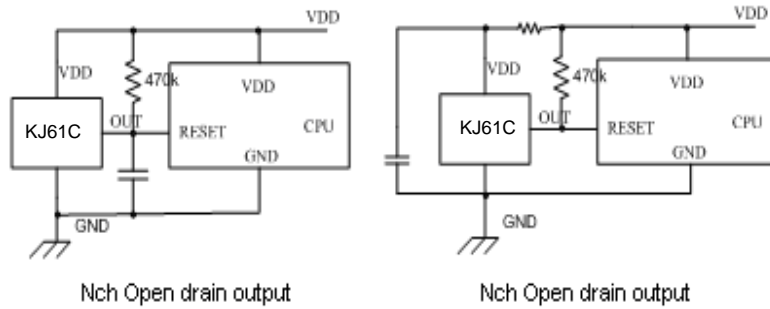 VDD
VDD
470k
VDD
KJ61C
OUT
RESET
CPU
GND
GND
Nch Open drain output
VDD
VDD
470k
VDD
KJ61C
OUT
RESET
CPU
GND
GND
Nch Open drain output